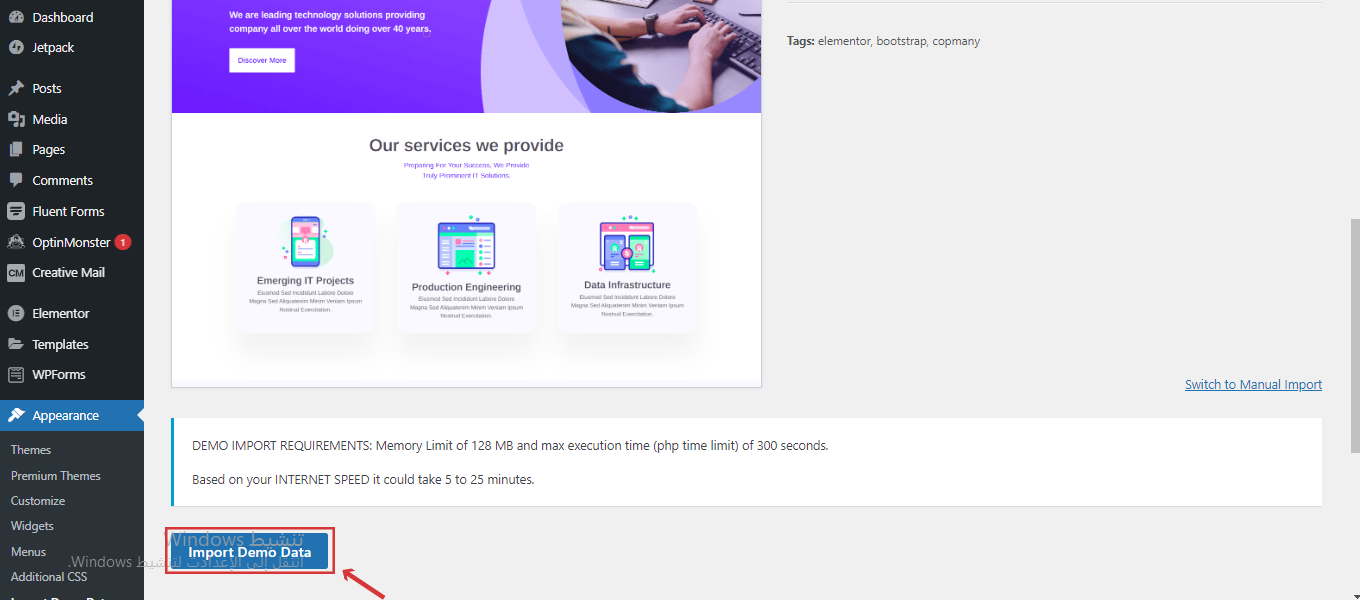 Dashboard
Jetpack
Posts
Media
Pages
Comments
Fluent Forms
OptinMonster 1
CM Creative Mail
Elementor
Templates
WPForms
Appearance
Themes
Premium Themes
Customize
Widgets
Menus
Additional CSS
We are leading technology solutions providing
company all over the world doing over 40 years.
Discover More
Our services we provide
Preparing For Your Success, We Provide
Truly Prominent IT Solutions.
Emerging IT Projects
Eiusmod Sed Incididunt Labore Dolore
Magna Sed Aliquatenim Minim Veniam Ipsum
Nostrud Exercitation.
Production Engineering
Eiusmod Sed Incididunt Labore Dolore
Magna Sed Aliquatenim Minim Veniam Ipsum
Nostrud Exercitation.
Data Infrastructure
Eiusmod Sed Incididunt Labore Dolore
Magna Sed Aliquatenim Minim Veniam Ipsum
Nostrud Exercitation.
Tags: elementor, bootstrap, copmany
Switch to Manual Import
DEMO IMPORT REQUIREMENTS: Memory Limit of 128 MB and max execution time (php time limit) of 300 seconds.
Based on your INTERNET SPEED it could take 5 to 25 minutes.
تنشيط Windows
Import Demo Data
انتقل إلى الإعدادات لتنشيط Windows.